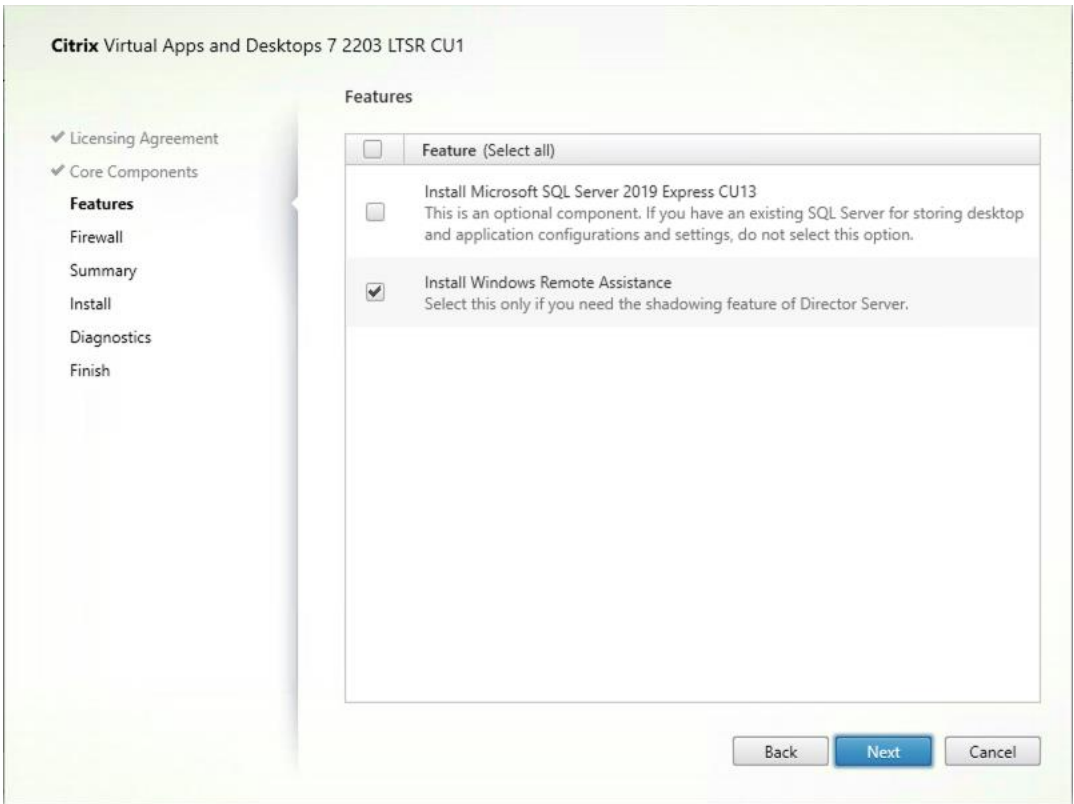 Citrix Virtual Apps and Desktops 7 2203 LTSR CU1
Features
Licensing Agreement
Core Components
Features
Firewall
Summary
Install
Diagnostics
Finish
Feature (Select all)
Install Microsoft SQL Server 2019 Express CU13
This is an optional component. If you have an existing SQL Server for storing desktop
and application configurations and settings, do not select this option.
Install Windows Remote Assistance
Select this only if you need the shadowing feature of Director Server.
Back
Next
Cancel